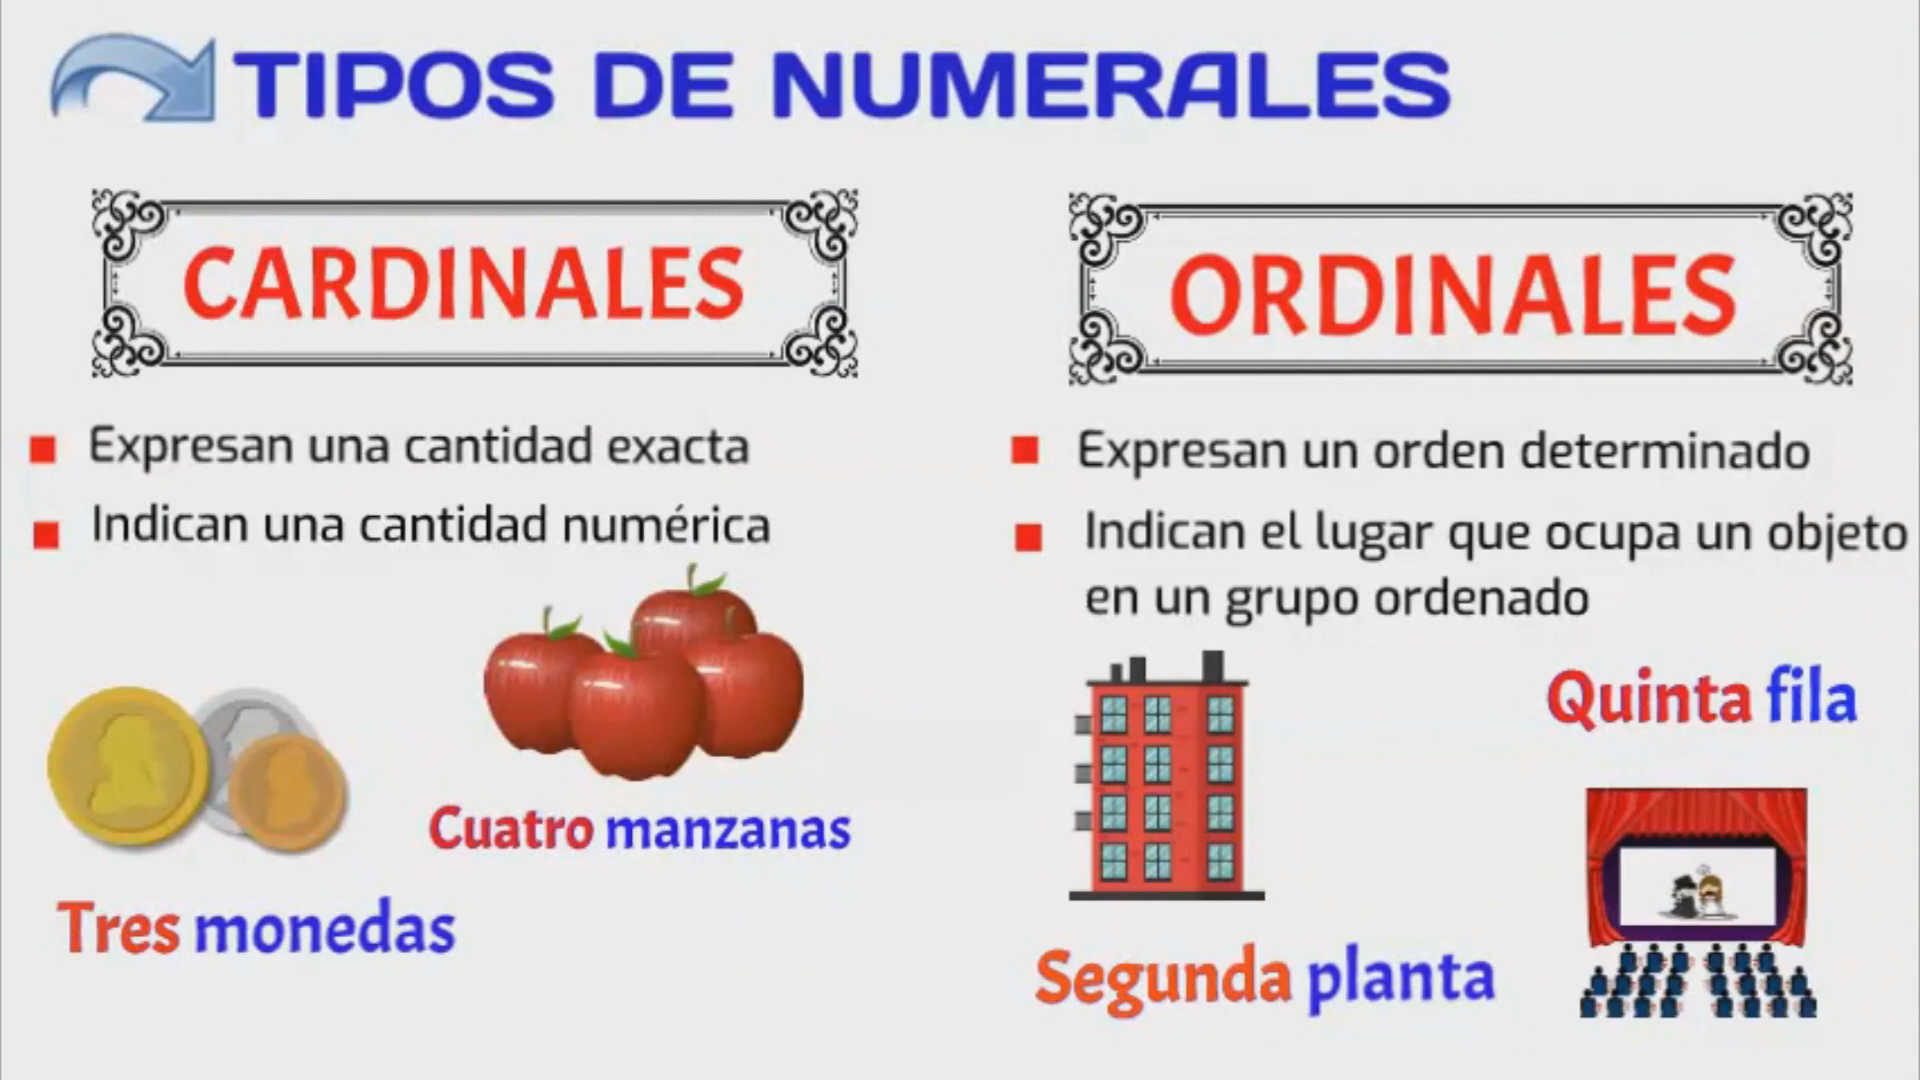 TIPOS DE NUMERALES
CARDINALES
Expresan una cantidad exacta
Indican una cantidad numérica
Cuatro manzanas
Tres monedas
ORDINALES
Expresan un orden determinado
Indican el lugar que ocupa un objeto
en un grupo ordenado
Quinta fila
Segunda planta